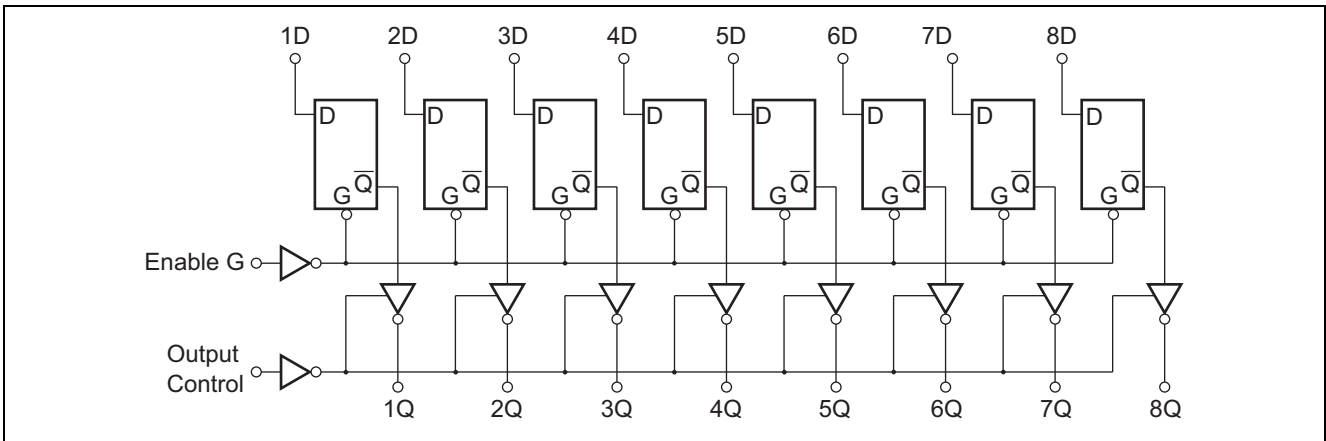 1D 2D 3D 4D 5D 6D 7D 8D
D D D D D D D D
Q̅ Q̅ Q̅ Q̅ Q̅ Q̅ Q̅ Q̅
G G G G G G G G
Enable G
Output
Control
1Q 2Q 3Q 4Q 5Q 6Q 7Q 8Q